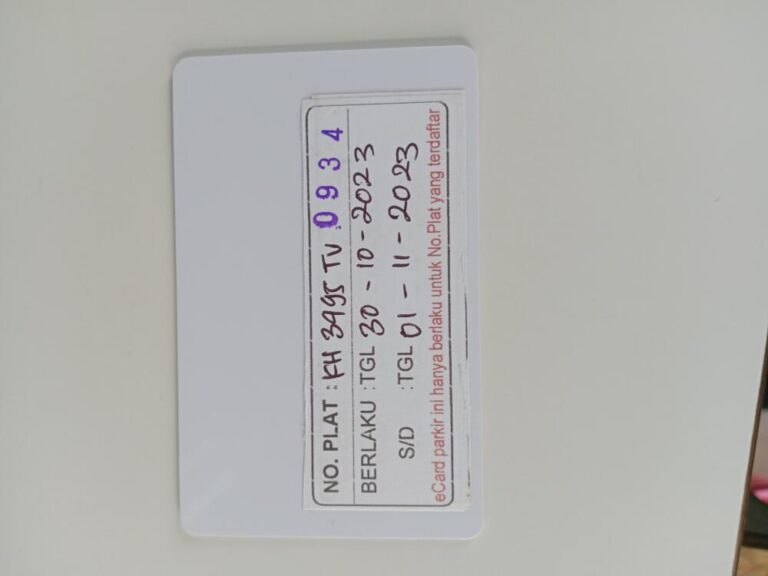 NO. PLAT : KH 3495 TV 0934
BERLAKU : TGL 30 - 10 - 2023
S/D : TGL 01 - 11 - 2023
eCard parkir ini hanya berlaku untuk No.Plat yang terdaftar